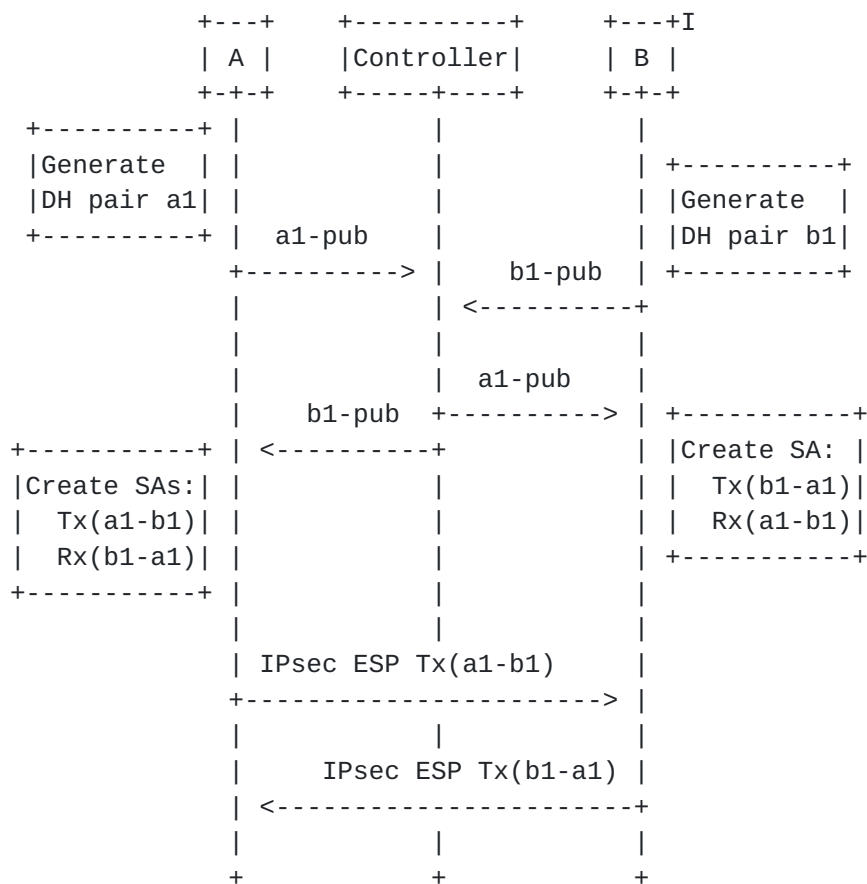 +---+    +----------+    +---+I
| A |    |Controller|    | B |
+-+-+    +-----+----+    +-+-+
+----------+ |            |            |
|Generate  | |            |            | +----------+
|DH pair a1| |            |            | |Generate  |
+----------+ |  a1-pub    |            | |DH pair b1|
+----------> |    b1-pub  | +----------+
|            | <----------+
|            |            |
|            |  a1-pub    |
|    b1-pub  +----------> | +-----------+
+-----------+ | <----------+            | |Create SA: |
|Create SAs:| |            |            | |  Tx(b1-a1)|
|  Tx(a1-b1)| |            |            | |  Rx(a1-b1)|
|  Rx(b1-a1)| |            |            | +-----------+
+-----------+ |            |            |
|            |            |
| IPsec ESP Tx(a1-b1)     |
+-----------------------> |
|            |            |
|     IPsec ESP Tx(b1-a1) |
| <-----------------------+
|            |            |
+            +            +